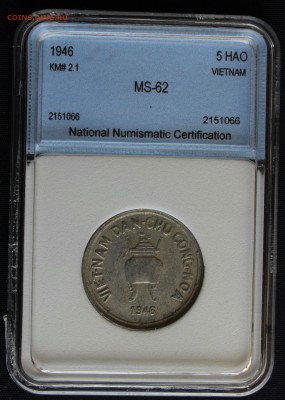 COINS.SU.RU
1946
5 HAO
KM# 2.1
VIETNAM
MS-62
2151066
2151066
National Numismatic Certification
VIETNAM DAN-CHU CONG-HOA
1946